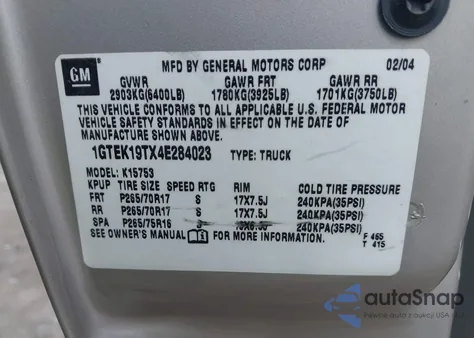 GM
MFD BY GENERAL MOTORS CORP 02/04
GVWR GAWR FRT GAWR RR
2903KG(6400LB) 1780KG(3925LB) 1701KG(3750LB)
THIS VEHICLE CONFORMS TO ALL APPLICABLE U.S. FEDERAL MOTOR
VEHICLE SAFETY STANDARDS IN EFFECT ON THE DATE OF
MANUFACTURE SHOWN ABOVE.
1GTEK19TX4E284023 TYPE: TRUCK
MODEL: K15753
KPUP TIRE SIZE SPEED RTG RIM COLD TIRE PRESSURE
FRT P265/70R17 S 17X7.5J 240KPA(35PSI)
RR P265/70R17 S 17X7.5J 240KPA(35PSI)
SPA P265/75R16 240KPA(35PSI)
SEE OWNER'S MANUAL FOR MORE INFORMATION.
F 465
T 415
autoSnap